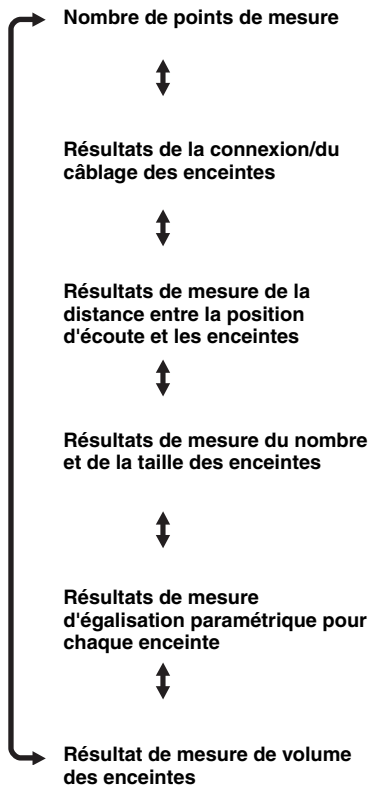 Nombre de points de mesure
Résultats de la connexion/du
câblage des enceintes
Résultats de mesure de la
distance entre la position
d'écoute et les enceintes
Résultats de mesure du nombre
et de la taille des enceintes
Résultats de mesure
d'égalisation paramétrique pour
chaque enceinte
Résultat de mesure de volume
des enceintes